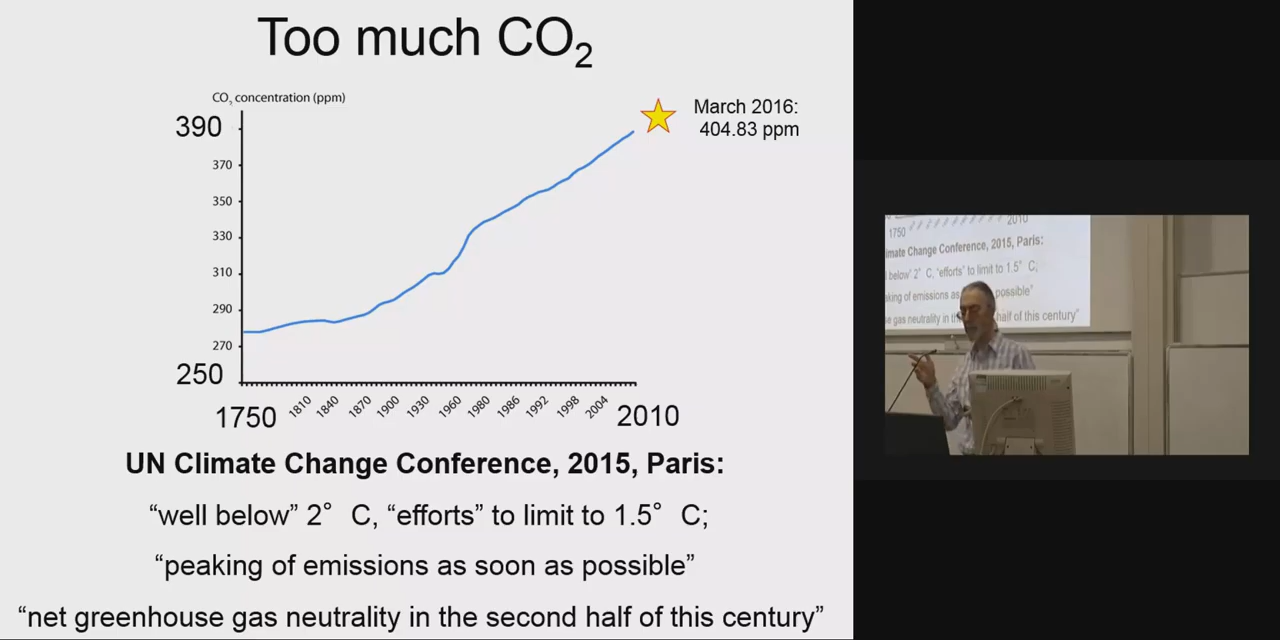 Too much CO2
CO2 concentration (ppm)
March 2016:
404.83 ppm
390
370
350
330
310
290
270
250
1750
1810
1840
1870
1900
1930
1960
1980
1986
1992
1998
2004
2010
UN Climate Change Conference, 2015, Paris:
“well below” 2° C, “efforts” to limit to 1.5° C;
“peaking of emissions as soon as possible”
“net greenhouse gas neutrality in the second half of this century”
1750
2010
Climate Change Conference, 2015, Paris:
below” 2° C, “efforts” to limit to 1.5° C;
of emissions as possible”
gas neutrality in half of this century”